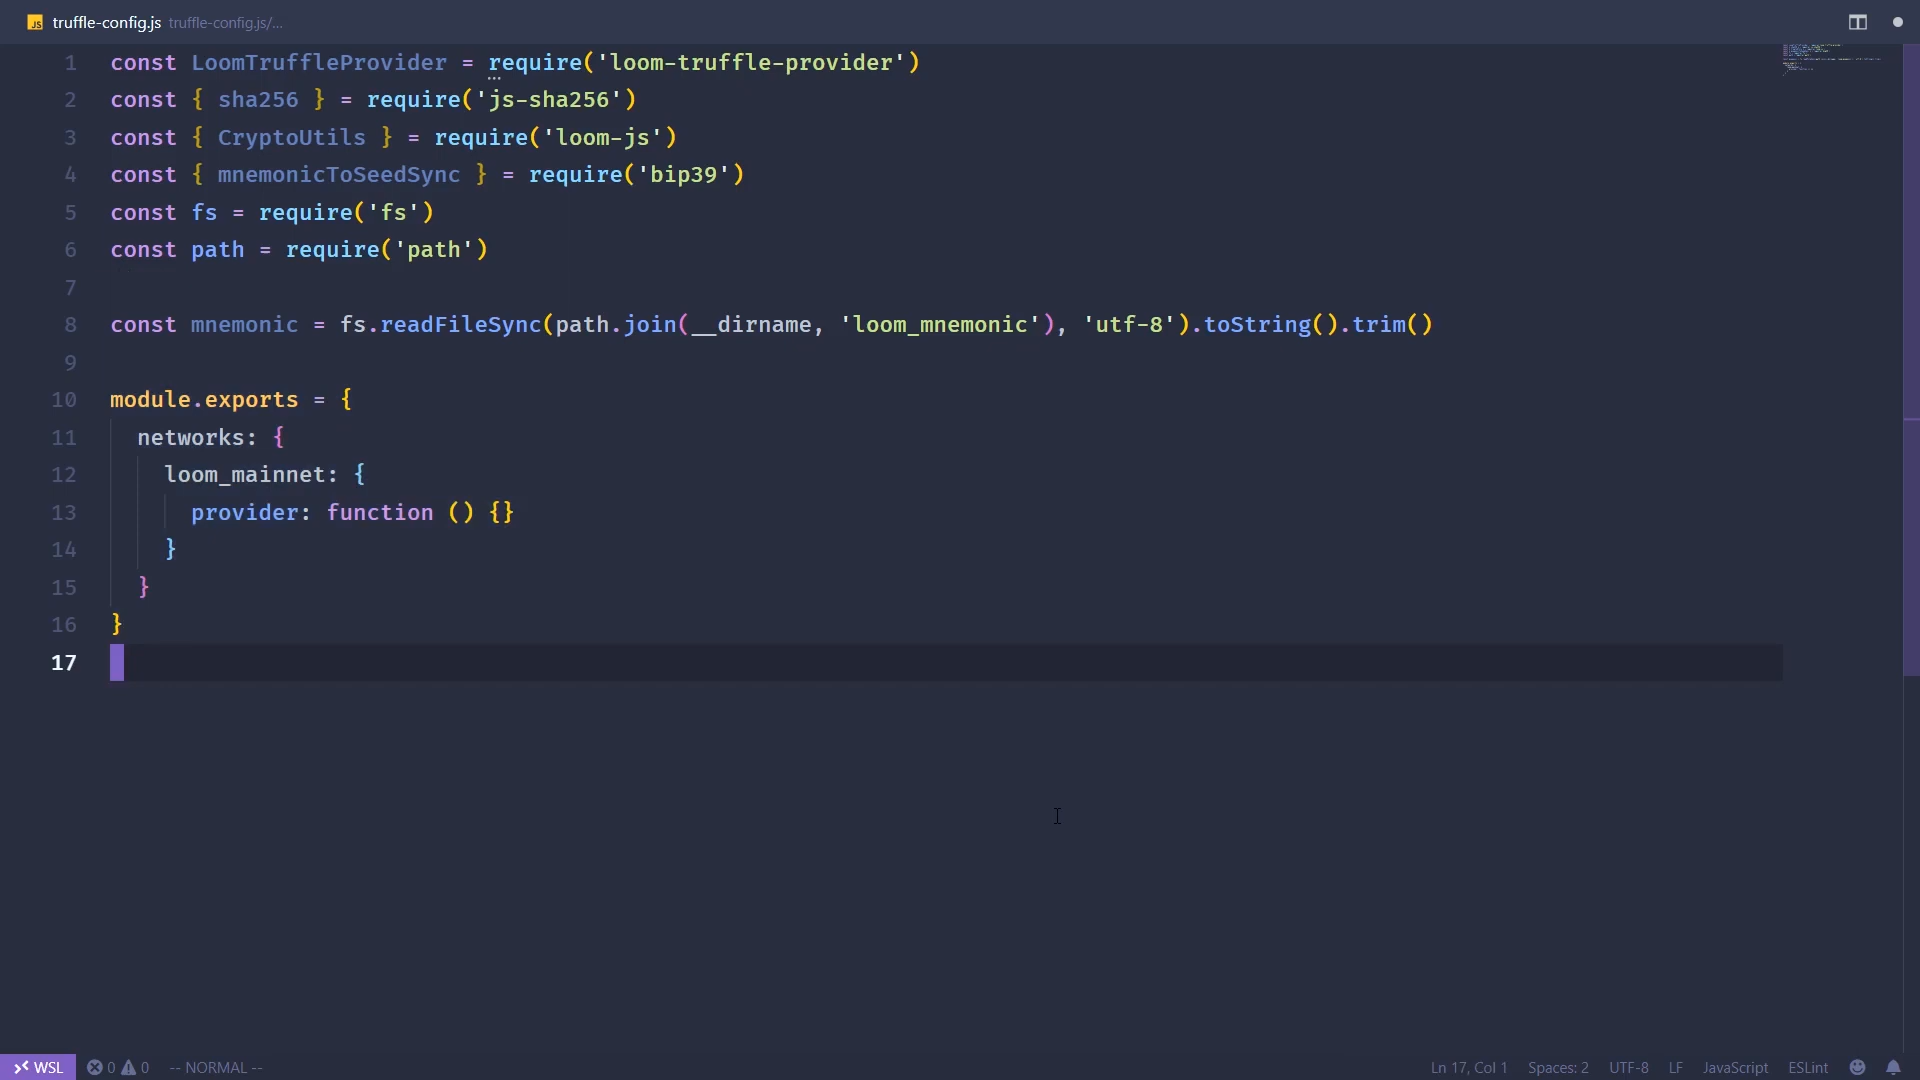 truffle-config.js truffle-config.js/...
1 const LoomTruffleProvider = require('loom-truffle-provider')
2 const { sha256 } = require('js-sha256')
3 const { CryptoUtils } = require('loom-js')
4 const { mnemonicToSeedSync } = require('bip39')
5 const fs = require('fs')
6 const path = require('path')
7
8 const mnemonic = fs.readFileSync(path.join(__dirname, 'loom_mnemonic'), 'utf-8').toString().trim()
9
10 module.exports = {
11   networks: {
12     loom_mainnet: {
13       provider: function () {}
14     }
15   }
16 }
17
WSL 0 0 -- NORMAL -- Ln 17, Col 1 Spaces: 2 UTF-8 LF JavaScript ESLint